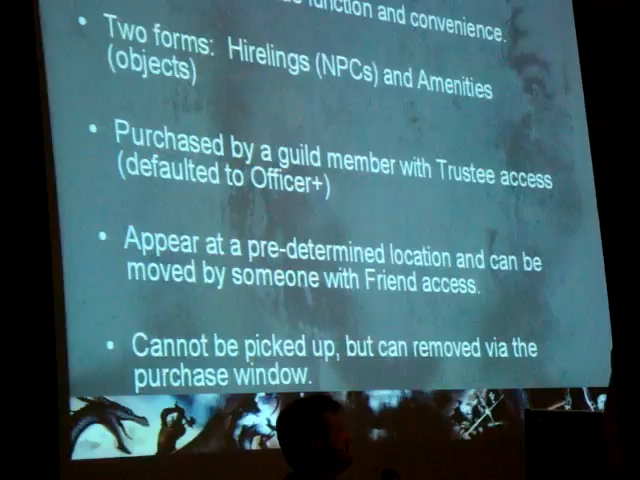 function and convenience.
• Two forms: Hirelings (NPCs) and Amenities
(objects)
• Purchased by a guild member with Trustee access
(defaulted to Officer+)
• Appear at a pre-determined location and can be
moved by someone with Friend access.
• Cannot be picked up, but can removed via the
purchase window.